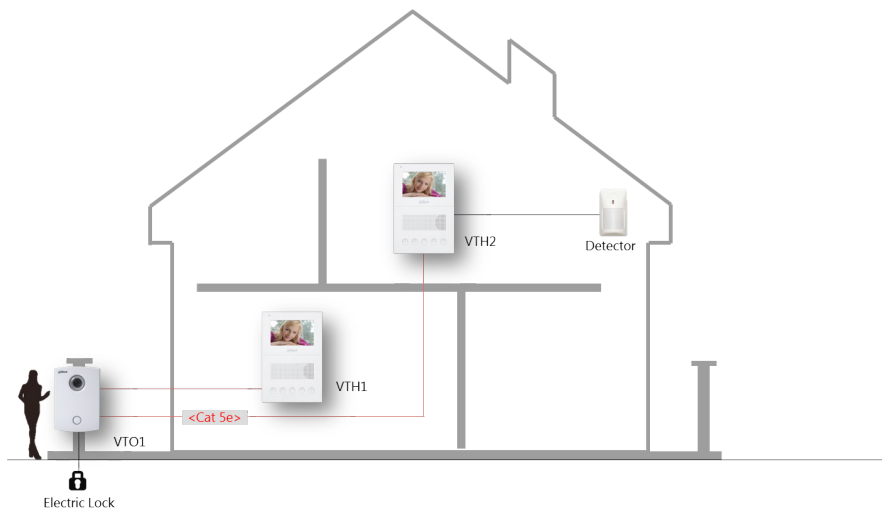 VTH2
Detector
VTH1
<Cat 5e>
VTO1
Electric Lock